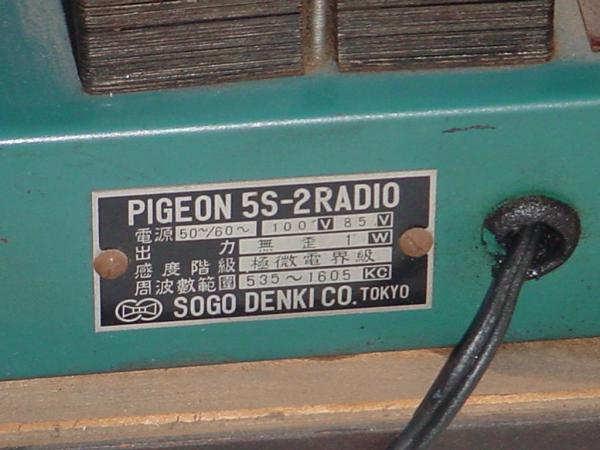 PIGEON 5S-2RADIO
電源 50~/60~ 100V 85V
出力 無歪 1W
感度階級 極微電界級
周波數範圍 535~1605 KC
SOGO DENKI CO. TOKYO